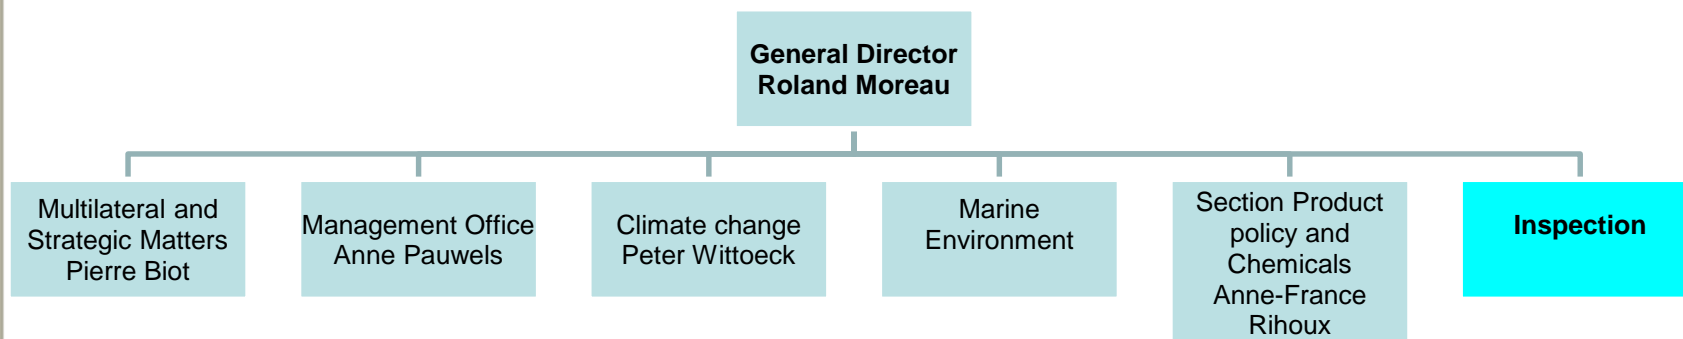 General Director
Roland Moreau
Multilateral and
Strategic Matters
Pierre Biot
Management Office
Anne Pauwels
Climate change
Peter Wittoeck
Marine
Environment
Section Product
policy and
Chemicals
Anne-France
Rihoux
Inspection